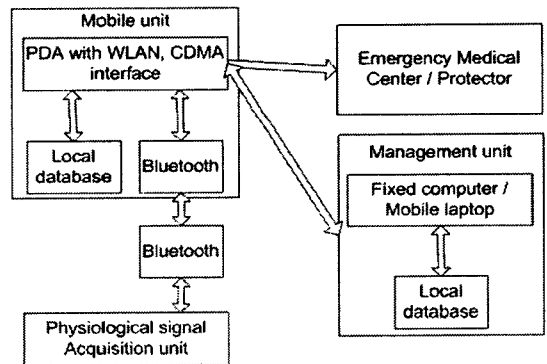 Mobile unit
PDA with WLAN, CDMA
interface
Local
database
Bluetooth
Bluetooth
Physiological signal
Acquisition unit
Emergency Medical
Center / Protector
Management unit
Fixed computer /
Mobile laptop
Local
database